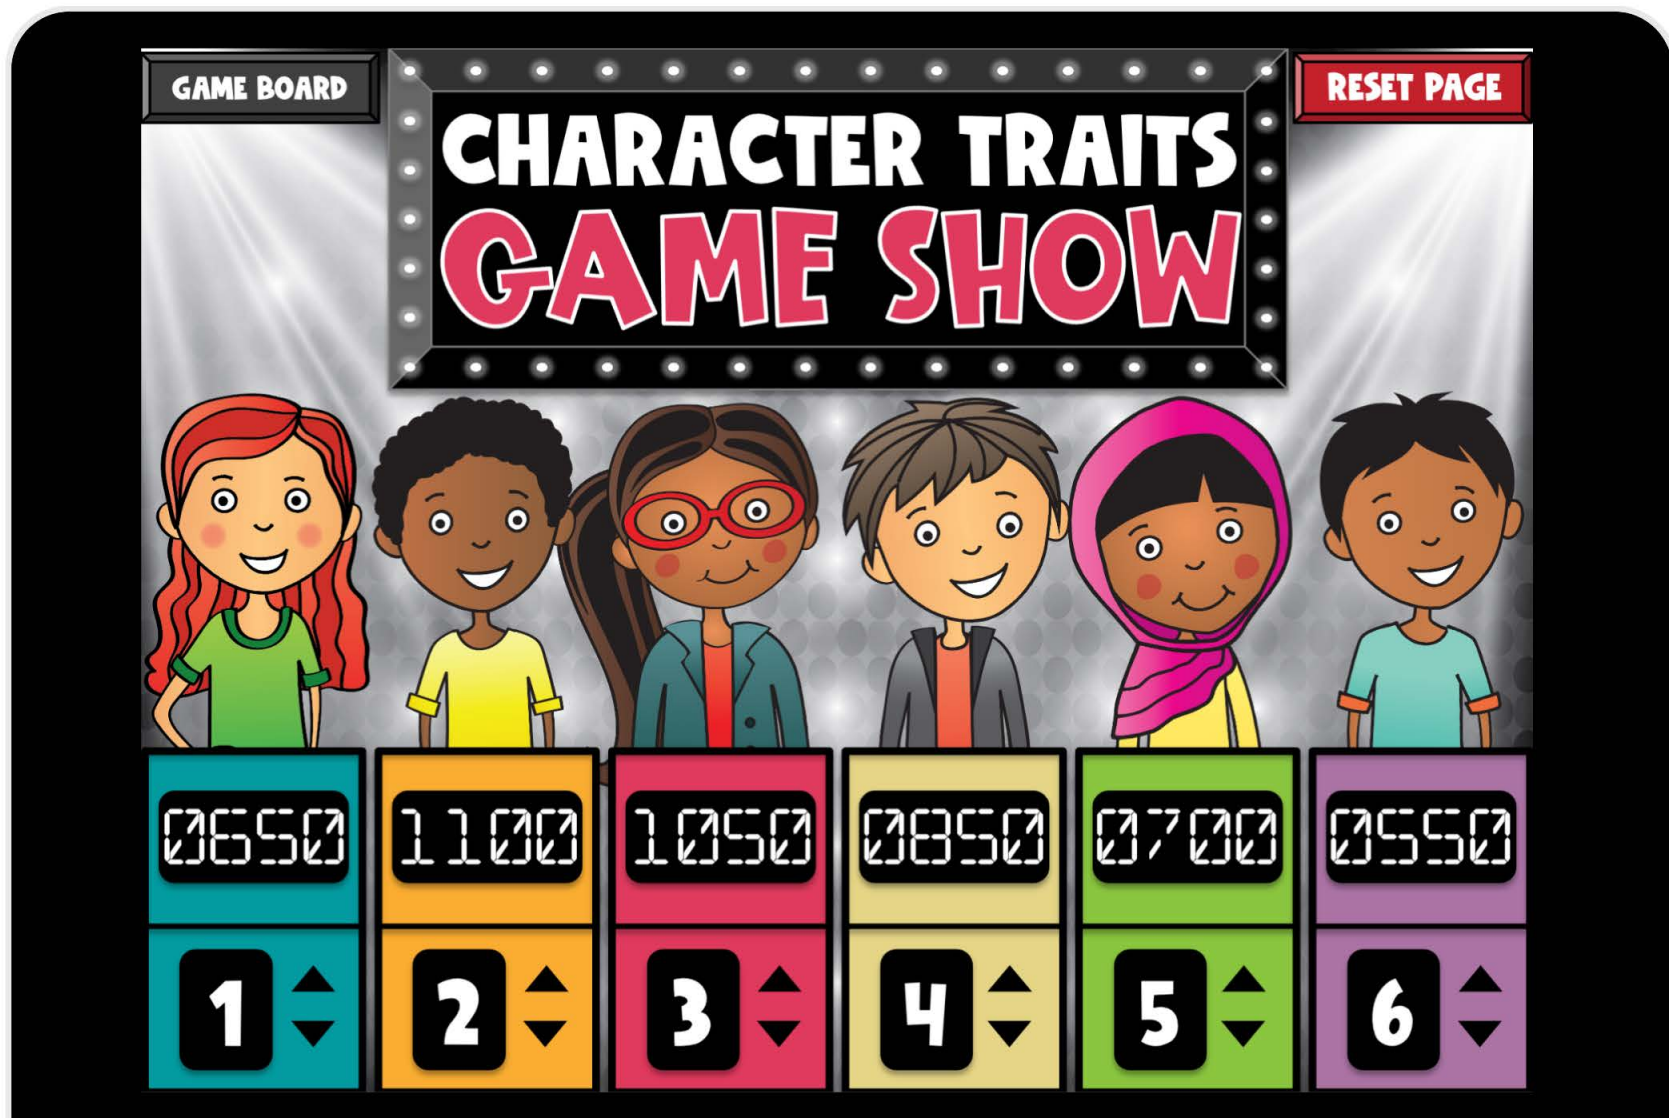 GAME BOARD
RESET PAGE
CHARACTER TRAITS
GAME SHOW
0650 1100 1050 0850 0700 0550
1 2 3 4 5 6